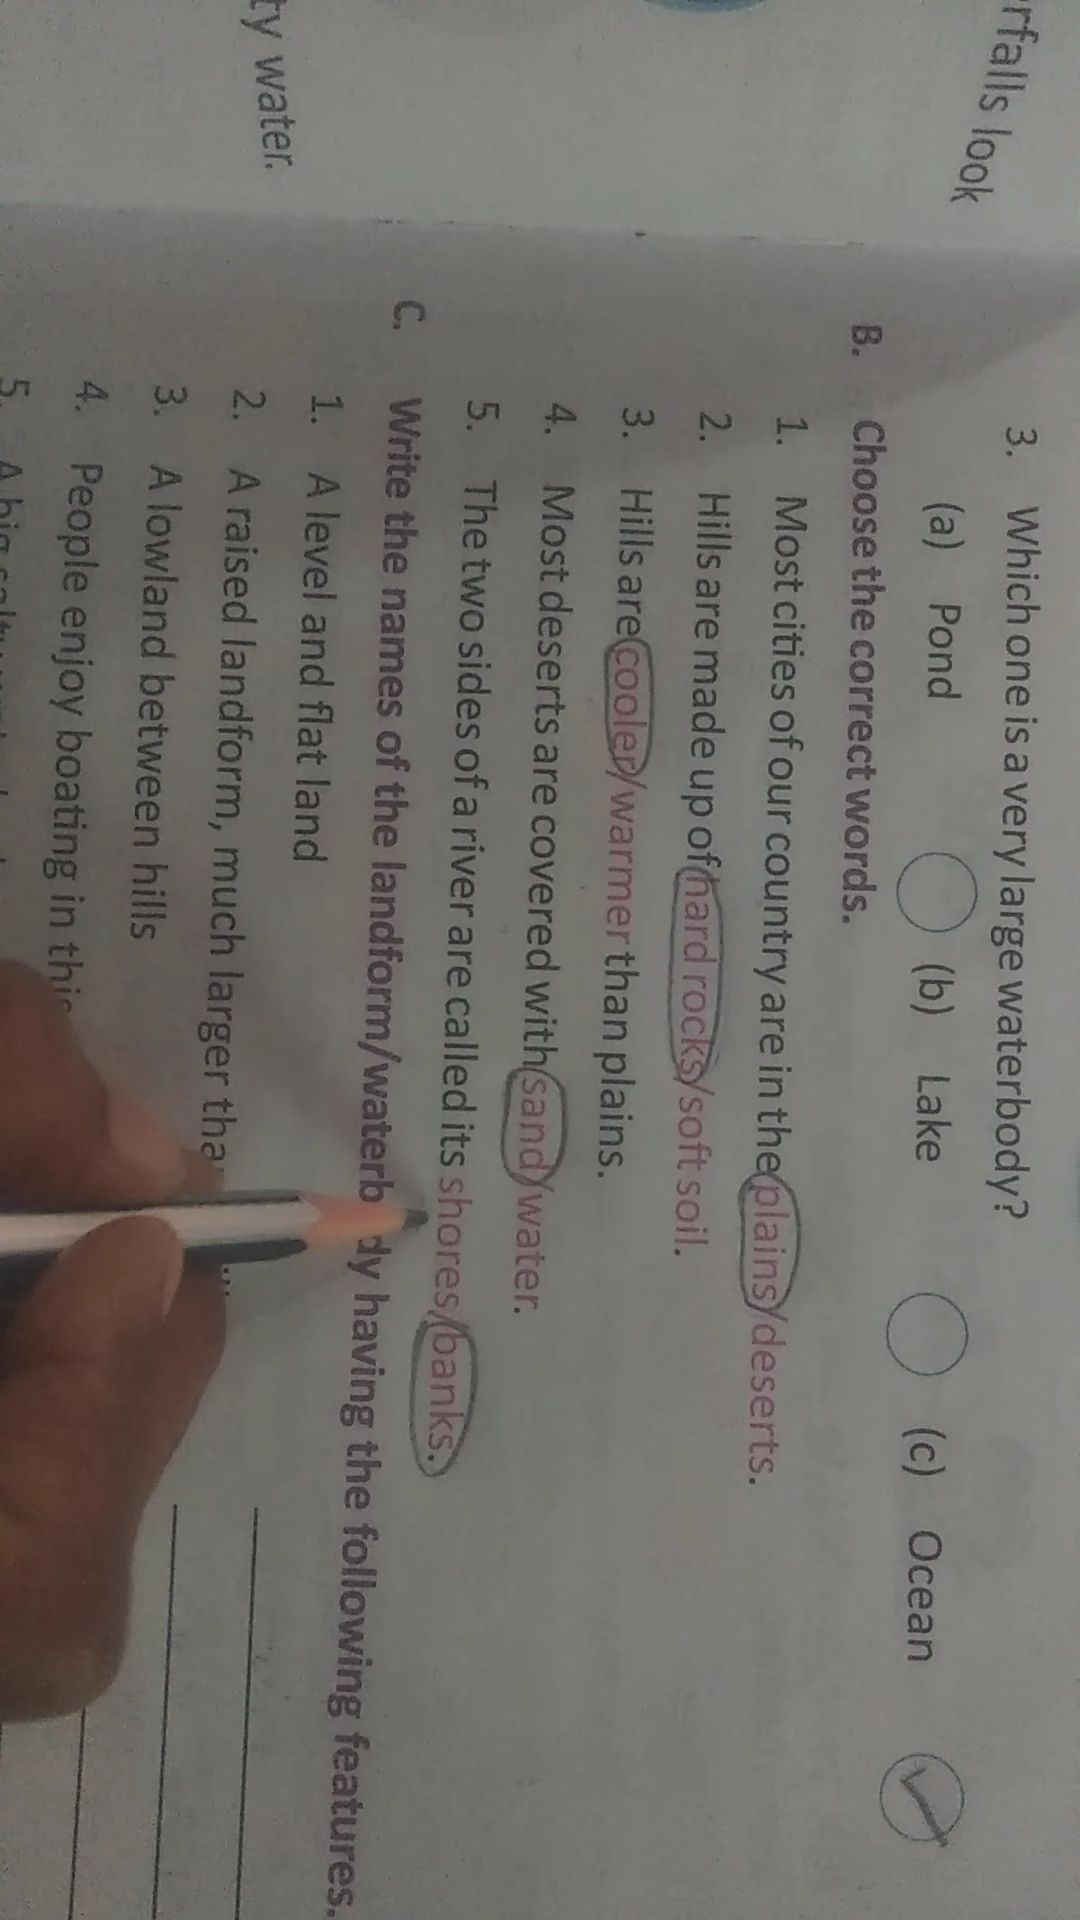 rfalls look
ty water.
3. Which one is a very large waterbody?
(a) Pond (b) Lake (c) Ocean
B. Choose the correct words.
1. Most cities of our country are in the plains/deserts.
2. Hills are made up of hard rocks/soft soil.
3. Hills are cooler/warmer than plains.
4. Most deserts are covered with sand/water.
5. The two sides of a river are called its shores/banks.
C. Write the names of the landform/waterb dy having the following features.
1. A level and flat land
2. A raised landform, much larger tha
3. A lowland between hills
4. People enjoy boating in this
5. A big salty